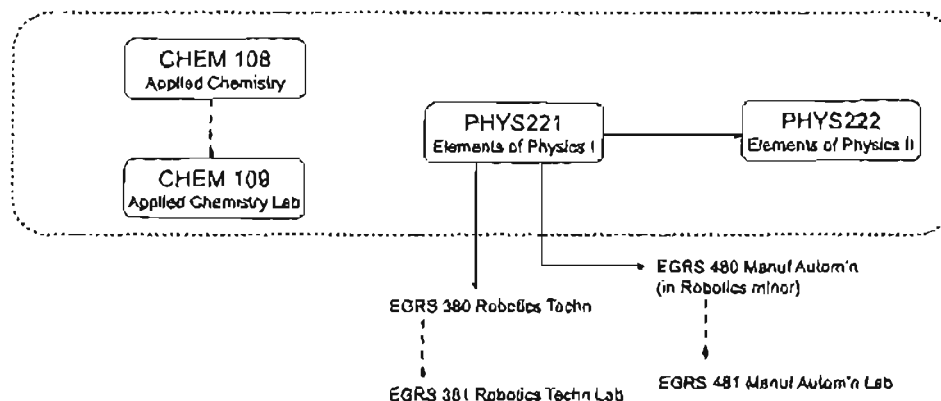 CHEM 108
Applied Chemistry
CHEM 109
Applied Chemistry Lab
PHYS221
Elements of Physics I
PHYS222
Elements of Physics II
EGRS 480 Manuf Autom'n
(in Robotics minor)
EGRS 380 Robotics Techn
EGRS 481 Manuf Autom'n Lab
EGRS 381 Robotics Techn Lab